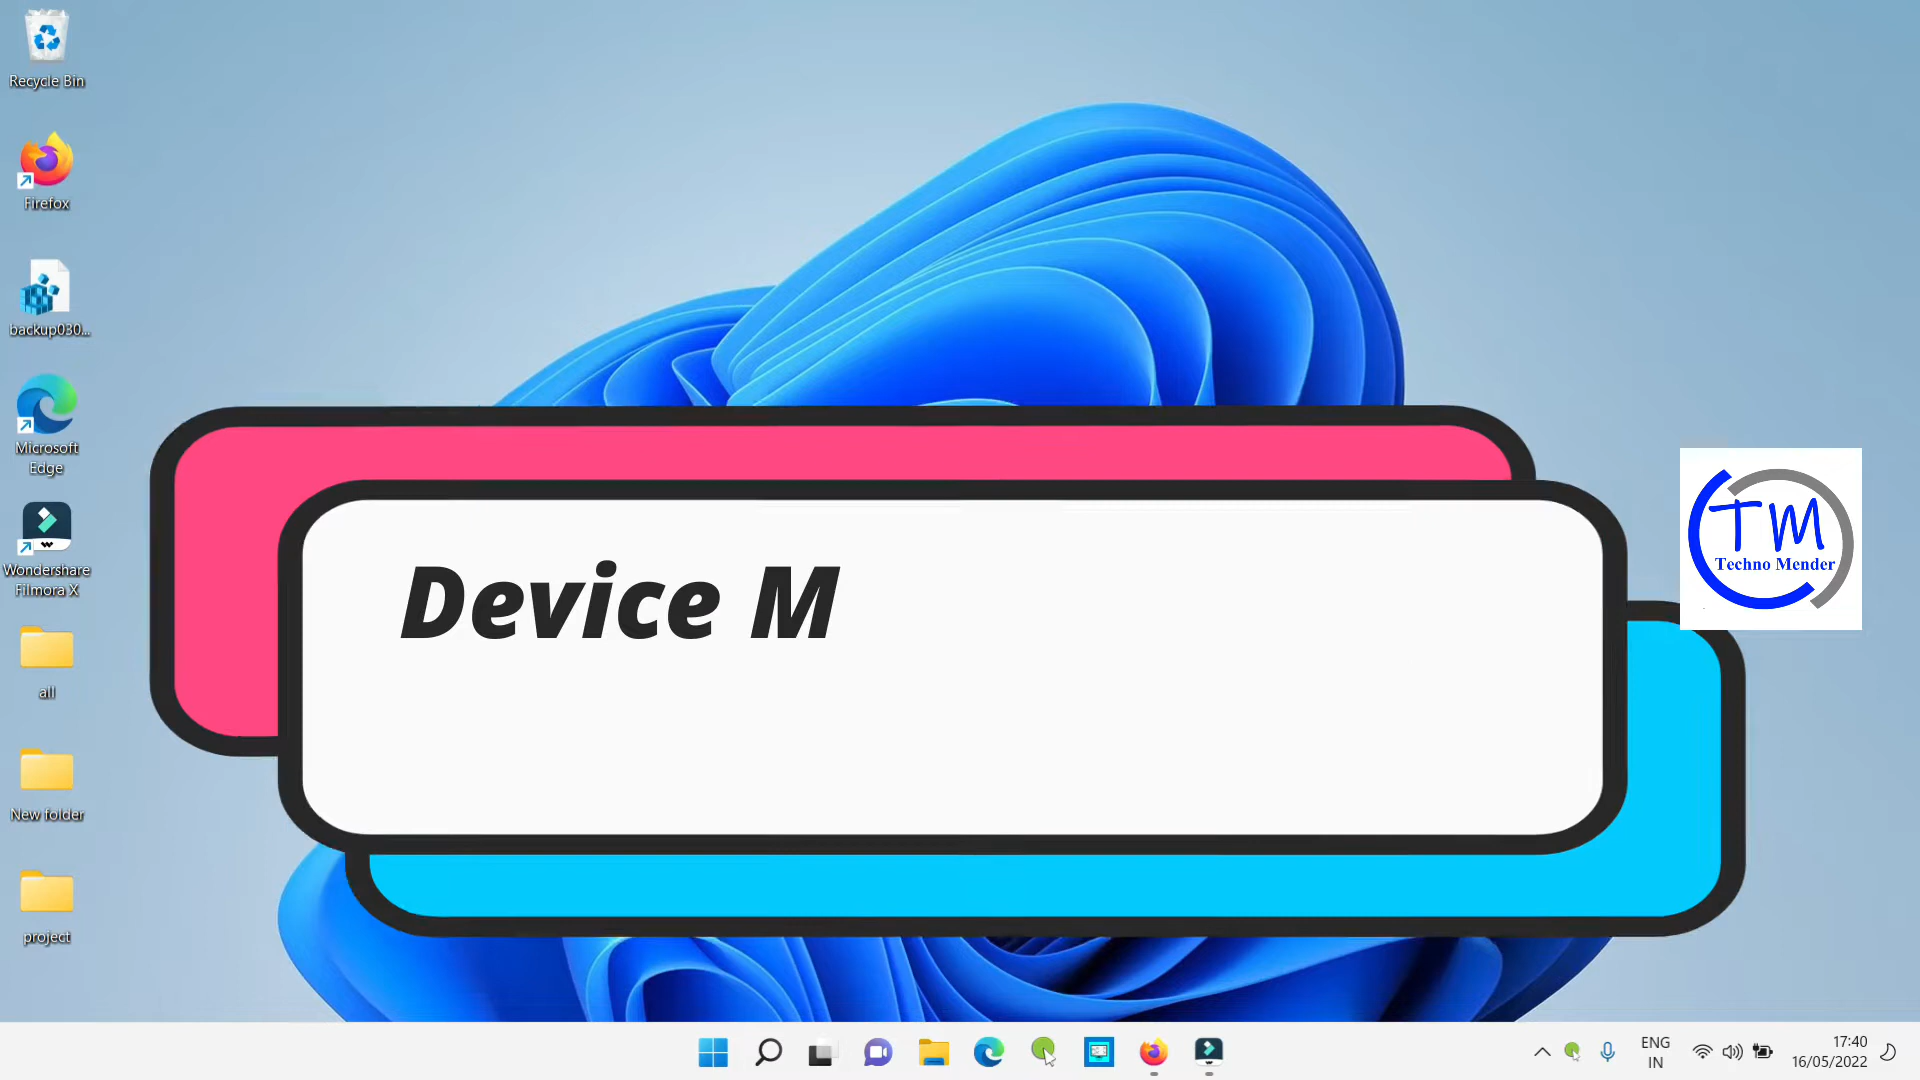 Recycle Bin
Firefox
backup030...
Microsoft
Edge
Wondershare
Filmora X
all
New folder
project
Device M
TM
Techno Mender
ENG
IN
17:40
16/05/2022